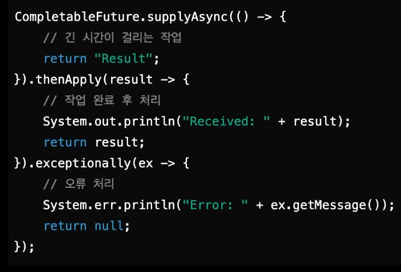 CompletableFuture.supplyAsync(() -> {
    // 긴 시간이 걸리는 작업
    return "Result";
}).thenApply(result -> {
    // 작업 완료 후 처리
    System.out.println("Received: " + result);
    return result;
}).exceptionally(ex -> {
    // 오류 처리
    System.err.println("Error: " + ex.getMessage());
    return null;
});